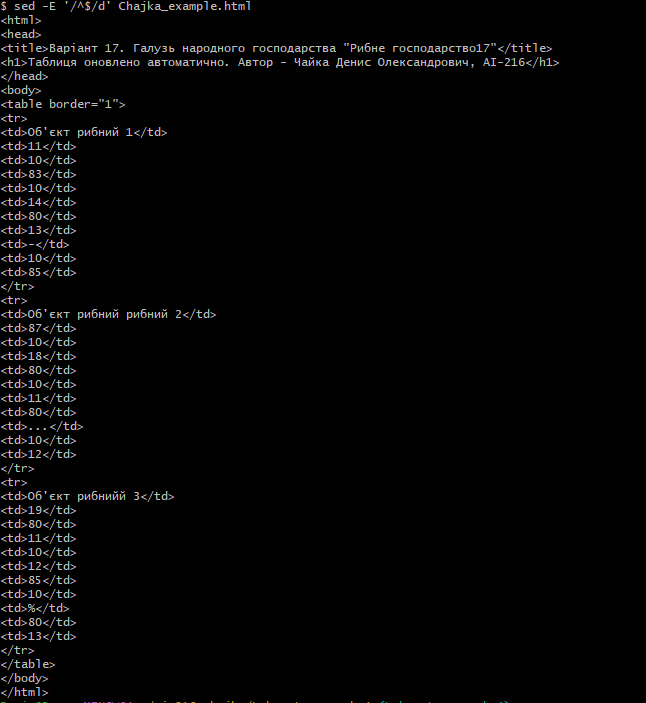 $ sed -E '/^$/d' Chajka_example.html
<html>
<head>
<title>Варіант 17. Галузь народного господарства "Рибне господарство17"</title>
<h1>Таблиця оновлено автоматично. Автор - Чайка Денис Олександрович, АІ-216</h1>
</head>
<body>
<table border="1">
<tr>
<td>Об'єкт рибний 1</td>
<td>11</td>
<td>10</td>
<td>83</td>
<td>10</td>
<td>14</td>
<td>80</td>
<td>13</td>
<td>-</td>
<td>10</td>
<td>85</td>
</tr>
<tr>
<td>Об'єкт рибний рибний 2</td>
<td>87</td>
<td>10</td>
<td>18</td>
<td>80</td>
<td>10</td>
<td>11</td>
<td>80</td>
<td>...</td>
<td>10</td>
<td>12</td>
</tr>
<tr>
<td>Об'єкт рибнийй 3</td>
<td>19</td>
<td>80</td>
<td>11</td>
<td>10</td>
<td>12</td>
<td>85</td>
<td>10</td>
<td>%</td>
<td>80</td>
<td>13</td>
</tr>
</table>
</body>
</html>